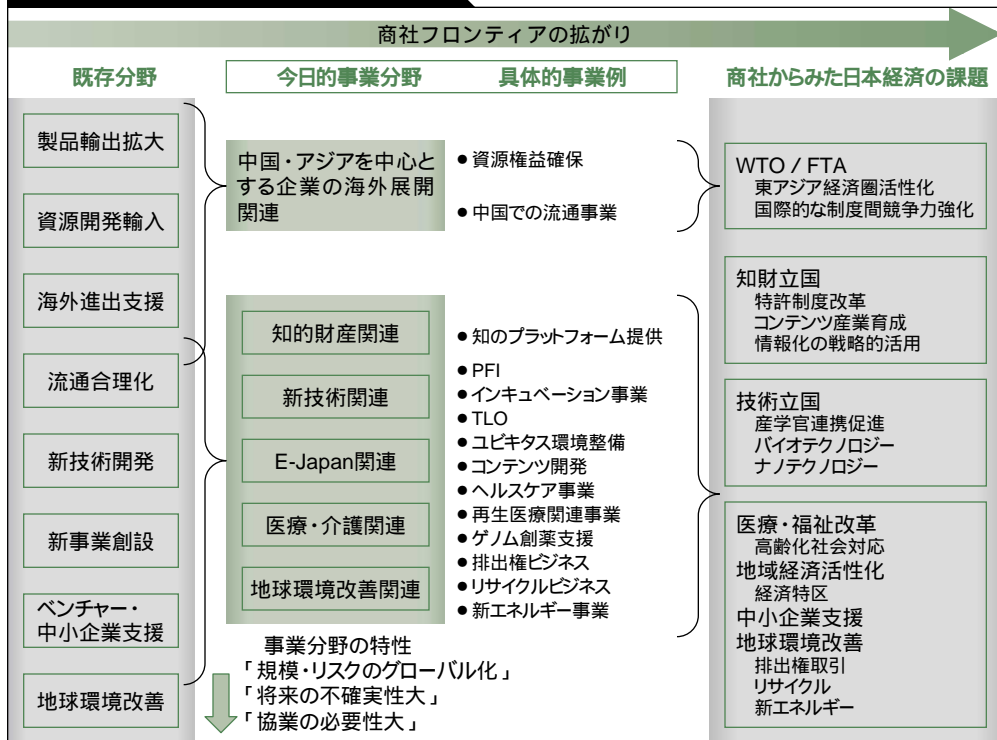 商社フロンティアの拡がり
既存分野
今日的事業分野
具体的事業例
商社からみた日本経済の課題
製品輸出拡大
資源開発輸入
海外進出支援
流通合理化
新技術開発
新事業創設
ベンチャー・
中小企業支援
地球環境改善
中国・アジアを中心と
する企業の海外展開
関連
知的財産関連
新技術関連
E-Japan関連
医療・介護関連
地球環境改善関連
事業分野の特性
「規模・リスクのグローバル化」
「将来の不確実性大」
「協業の必要性大」
●資源権益確保
●中国での流通事業
●知のプラットフォーム提供
●PFI
●インキュベーション事業
●TLO
●ユビキタス環境整備
●コンテンツ開発
●ヘルスケア事業
●再生医療関連事業
●ゲノム創薬支援
●排出権ビジネス
●リサイクルビジネス
●新エネルギー事業
WTO / FTA
東アジア経済圏活性化
国際的な制度間競争力強化
知財立国
特許制度改革
コンテンツ産業育成
情報化の戦略的活用
技術立国
産学官連携促進
バイオテクノロジー
ナノテクノロジー
医療・福祉改革
高齢化社会対応
地域経済活性化
経済特区
中小企業支援
地球環境改善
排出権取引
リサイクル
新エネルギー